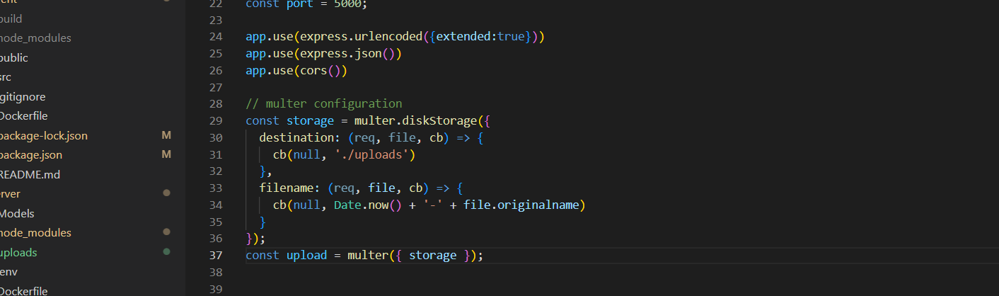 build
node_modules
public
src
gitignore
Dockerfile
package-lock.json M
package.json M
README.md
erver
Models
node_modules
uploads
env
Dockerfile
22 const port = 5000;
23
24 app.use(express.urlencoded({extended:true}))
25 app.use(express.json())
26 app.use(cors())
27
28 // multer configuration
29 const storage = multer.diskStorage({
30 destination: (req, file, cb) => {
31 cb(null, './uploads')
32 },
33 filename: (req, file, cb) => {
34 cb(null, Date.now() + '-' + file.originalname)
35 }
36 });
37 const upload = multer({ storage });
38
39